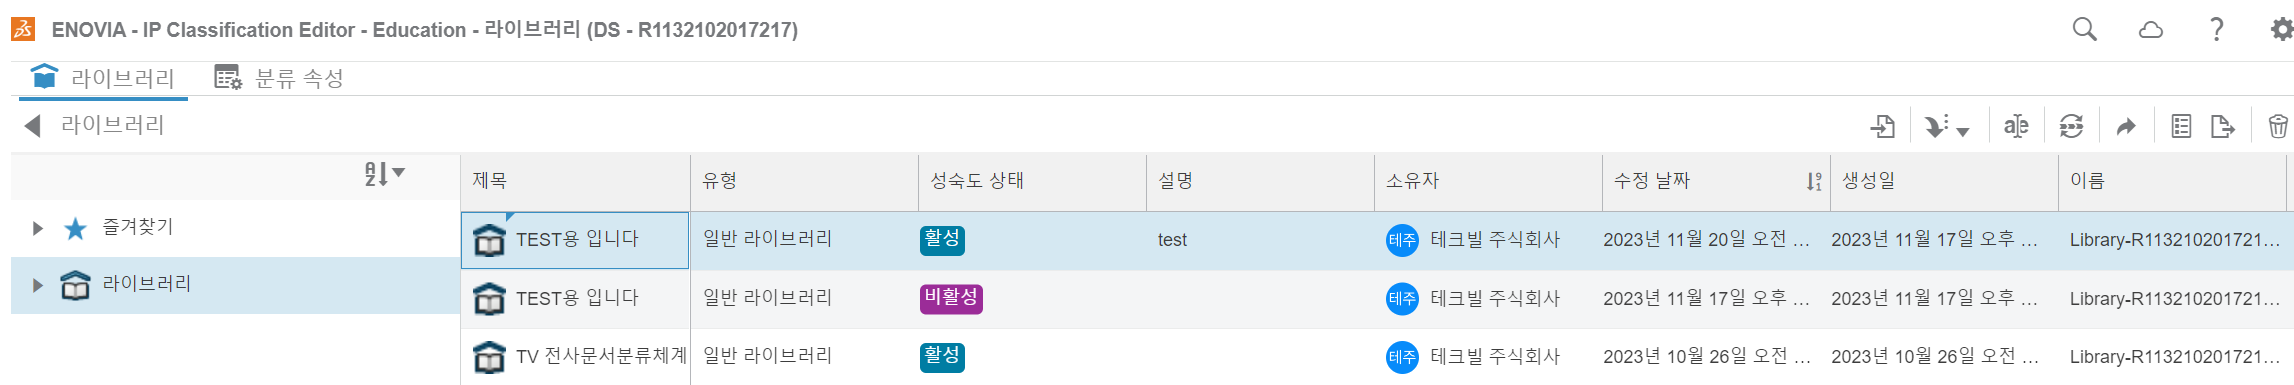 ENOVIA - IP Classification Editor - Education - 라이브러리 (DS - R1132102017217)
라이브러리 분류 속성
라이브러리
제목 유형 성숙도 상태 설명 소유자 수정 날짜 생성일 이름
즐겨찾기
라이브러리
TEST용 입니다 일반 라이브러리 활성 test 테주 테크빌 주식회사 2023년 11월 20일 오전 ... 2023년 11월 17일 오후 ... Library-R113210201721...
TEST용 입니다 일반 라이브러리 비활성 테주 테크빌 주식회사 2023년 11월 17일 오후 ... 2023년 11월 17일 오후 ... Library-R113210201721...
TV 전사문서분류체계 일반 라이브러리 활성 테주 테크빌 주식회사 2023년 10월 26일 오전 ... 2023년 10월 26일 오전 ... Library-R113210201721...